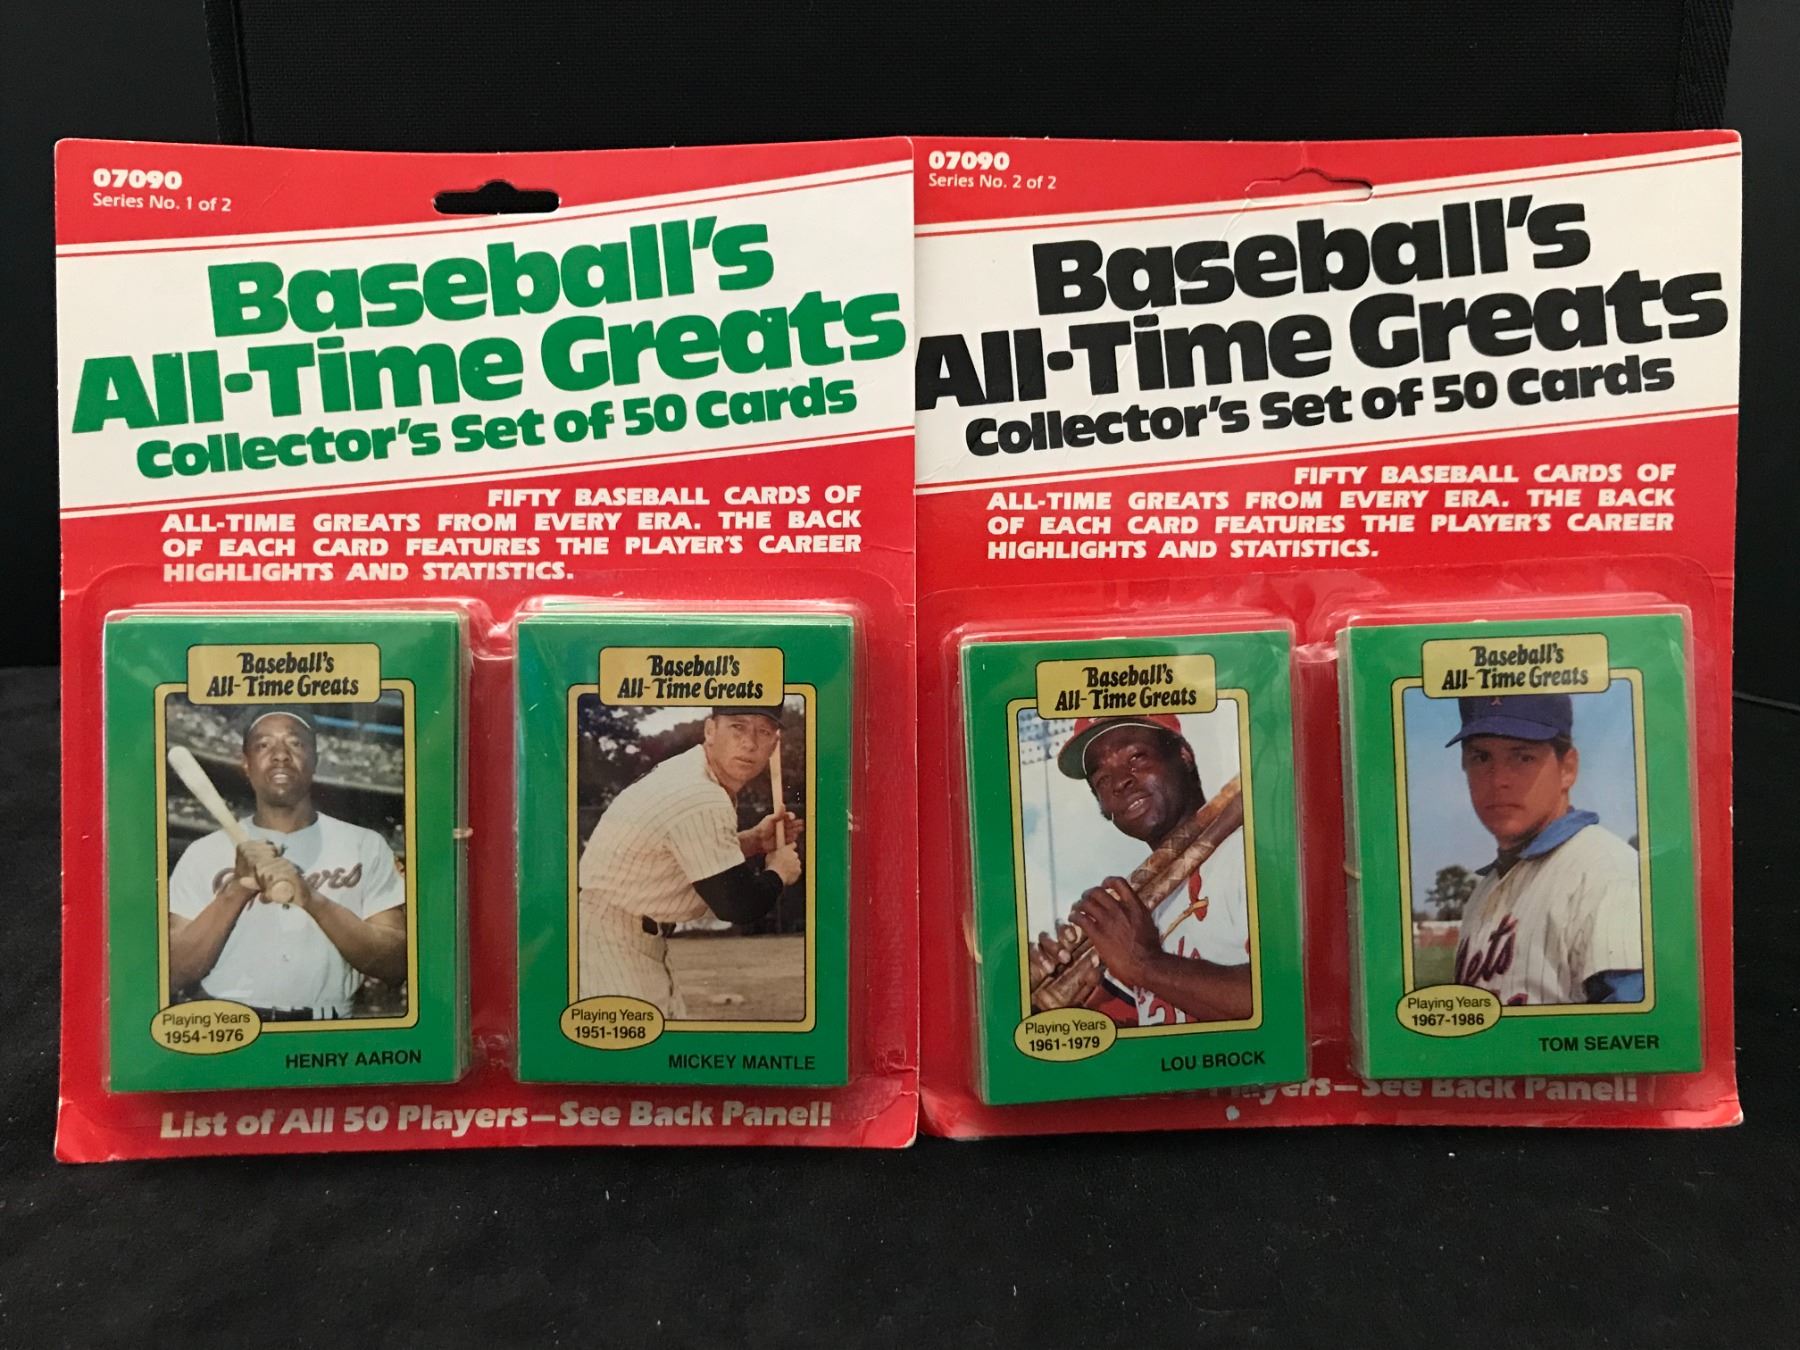 07090
Series No. 1 of 2
Baseball's
All-Time Greats
Collector's Set of 50 Cards
FIFTY BASEBALL CARDS OF
ALL-TIME GREATS FROM EVERY ERA. THE BACK
OF EACH CARD FEATURES THE PLAYER'S CAREER
HIGHLIGHTS AND STATISTICS.
Baseball's
All-Time Greats
Playing Years
1954-1976
HENRY AARON
Baseball's
All-Time Greats
Playing Years
1951-1968
MICKEY MANTLE
List of All 50 Players—See Back Panel!
07090
Series No. 2 of 2
Baseball's
All-Time Greats
Collector's Set of 50 Cards
FIFTY BASEBALL CARDS OF
ALL-TIME GREATS FROM EVERY ERA. THE BACK
OF EACH CARD FEATURES THE PLAYER'S CAREER
HIGHLIGHTS AND STATISTICS.
Baseball's
All-Time Greats
Playing Years
1961-1979
LOU BROCK
Baseball's
All-Time Greats
Mets
Playing Years
1967-1986
TOM SEAVER
Players—See Back Panel!